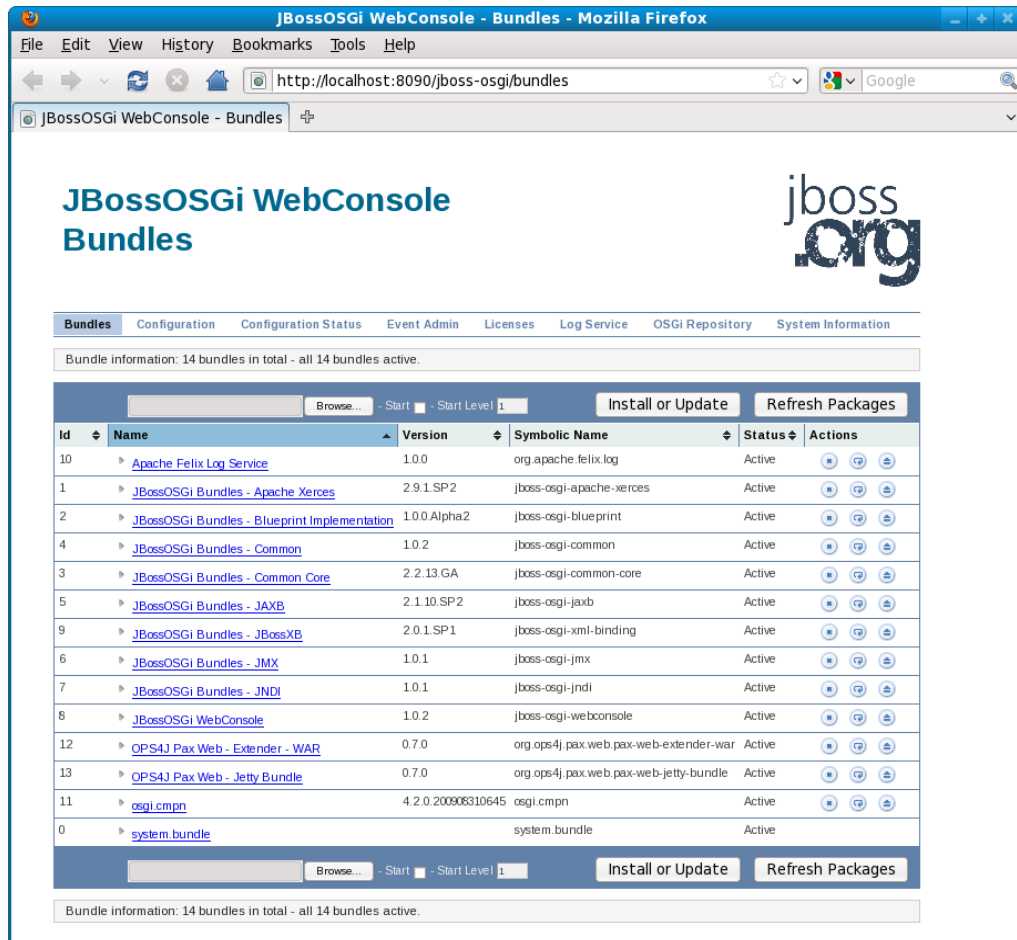 JBossOSGi WebConsole - Bundles - Mozilla Firefox
File Edit View History Bookmarks Tools Help
http://localhost:8090/jboss-osgi/bundles Google
JBossOSGi WebConsole - Bundles
JBossOSGi WebConsole
Bundles
jboss
.org
Bundles Configuration Configuration Status Event Admin Licenses Log Service OSGi Repository System Information
Bundle information: 14 bundles in total - all 14 bundles active.
Browse... - Start - Start Level 1 Install or Update Refresh Packages
Id Name Version Symbolic Name Status Actions
10 Apache Felix Log Service 1.0.0 org.apache.felix.log Active
1 JBossOSGi Bundles - Apache Xerces 2.9.1.SP2 jboss-osgi-apache-xerces Active
2 JBossOSGi Bundles - Blueprint Implementation 1.0.0.Alpha2 jboss-osgi-blueprint Active
4 JBossOSGi Bundles - Common 1.0.2 jboss-osgi-common Active
3 JBossOSGi Bundles - Common Core 2.2.13.GA jboss-osgi-common-core Active
5 JBossOSGi Bundles - JAXB 2.1.10.SP2 jboss-osgi-jaxb Active
9 JBossOSGi Bundles - JBossXB 2.0.1.SP1 jboss-osgi-xml-binding Active
6 JBossOSGi Bundles - JMX 1.0.1 jboss-osgi-jmx Active
7 JBossOSGi Bundles - JNDI 1.0.1 jboss-osgi-jndi Active
8 JBossOSGi WebConsole 1.0.2 jboss-osgi-webconsole Active
12 OPS4J Pax Web - Extender - WAR 0.7.0 org.ops4j.pax.web.pax-web-extender-war Active
13 OPS4J Pax Web - Jetty Bundle 0.7.0 org.ops4j.pax.web.pax-web-jetty-bundle Active
11 osgi.cmpn 4.2.0.200908310645 osgi.cmpn Active
0 system.bundle system.bundle Active
Browse... - Start - Start Level 1 Install or Update Refresh Packages
Bundle information: 14 bundles in total - all 14 bundles active.